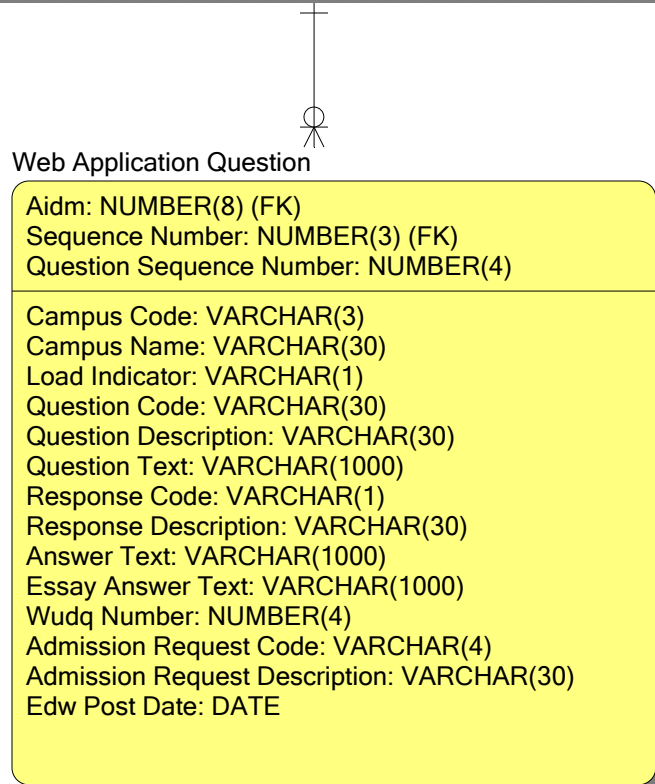 Web Application Question
Aidm: NUMBER(8) (FK)
Sequence Number: NUMBER(3) (FK)
Question Sequence Number: NUMBER(4)
Campus Code: VARCHAR(3)
Campus Name: VARCHAR(30)
Load Indicator: VARCHAR(1)
Question Code: VARCHAR(30)
Question Description: VARCHAR(30)
Question Text: VARCHAR(1000)
Response Code: VARCHAR(1)
Response Description: VARCHAR(30)
Answer Text: VARCHAR(1000)
Essay Answer Text: VARCHAR(1000)
Wudq Number: NUMBER(4)
Admission Request Code: VARCHAR(4)
Admission Request Description: VARCHAR(30)
Edw Post Date: DATE